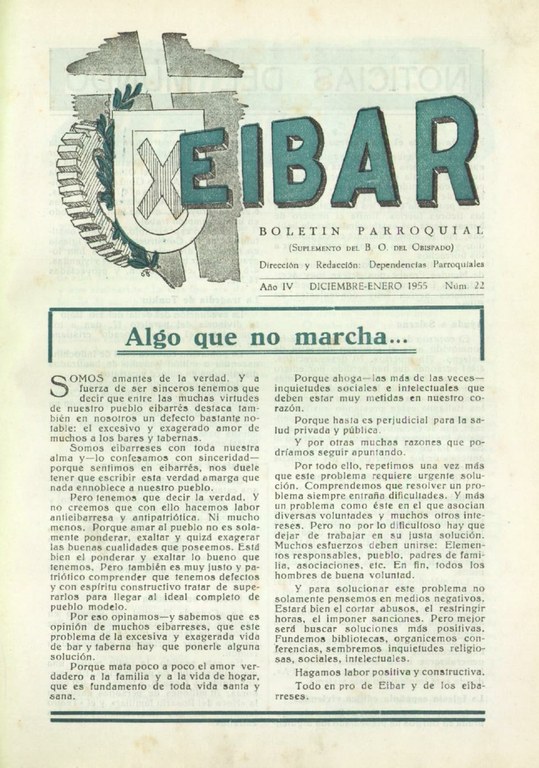 EIBAR
BOLETIN PARROQUIAL
(SUPLEMENTO DEL B. O. DEL OBISPADO)
Dirección y Redacción: Dependencias Parroquiales
Año IV DICIEMBRE-ENERO 1955 Núm. 22
Algo que no marcha...
SOMOS amantes de la verdad. Y a
fuerza de ser sinceros tenemos que
decir que entre las muchas virtudes
de nuestro pueblo eibarrés destaca tam-
bién en nosotros un defecto bastante no-
table: el excesivo y exagerado amor de
muchos a los bares y tabernas.
Somos eibarreses con toda nuestra
alma y—lo confesamos con sinceridad—
porque sentimos en eibarrés, nos duele
tener que escribir esta verdad amarga que
nada ennoblece a nuestro pueblo.
Pero tenemos que decir la verdad. Y
no creemos que con ello hacemos labor
antieibarresa y antipatriótica. Ni mucho
menos. Porque amar al pueblo no es sola-
mente ponderar, exaltar y quizá exagerar
las buenas cualidades que poseemos. Está
bien el ponderar y exaltar lo bueno que
tenemos. Pero también es muy justo y pa-
triótico comprender que tenemos defectos
y con espíritu constructivo tratar de supe-
rarlos para llegar al ideal completo de
pueblo modelo.
Por eso opinamos—y sabemos que es
opinión de muchos eibarreses, que este
problema de la excesiva y exagerada vida
de bar y taberna hay que ponerle alguna
solución.
Porque mata poco a poco el amor ver-
dadero a la familia y a la vida de hogar,
que es fundamento de toda vida santa y
sana.
Porque ahoga—las más de las veces—
inquietudes sociales e intelectuales que
deben estar muy metidas en nuestro co-
razón.
Porque hasta es perjudicial para la sa-
lud privada y pública.
Y por otras muchas razones que po-
dríamos seguir apuntando.
Por todo ello, repetimos una vez más
que este problema requiere urgente solu-
ción. Comprendemos que resolver un pro-
blema siempre entraña dificultades. Y más
un problema como éste en el que asocian
diversas voluntades y muchos otros inte-
reses. Pero no por lo dificultoso hay que
dejar de trabajar en su justa solución.
Muchos esfuerzos deben unirse: Elemen-
tos responsables, pueblo, padres de fami-
lia, asociaciones, etc. En fin, todos los
hombres de buena voluntad.
Y para solucionar este problema no
solamente pensemos en medios negativos.
Estará bien el cortar abusos, el restringir
horas, el imponer sanciones. Pero mejor
será buscar soluciones más positivas.
Fundemos bibliotecas, organicemos con-
ferencias, sembremos inquietudes religio-
sas, sociales, intelectuales.
Hagamos labor positiva y constructiva.
Todo en pro de Eibar y de los eiba-
rreses.